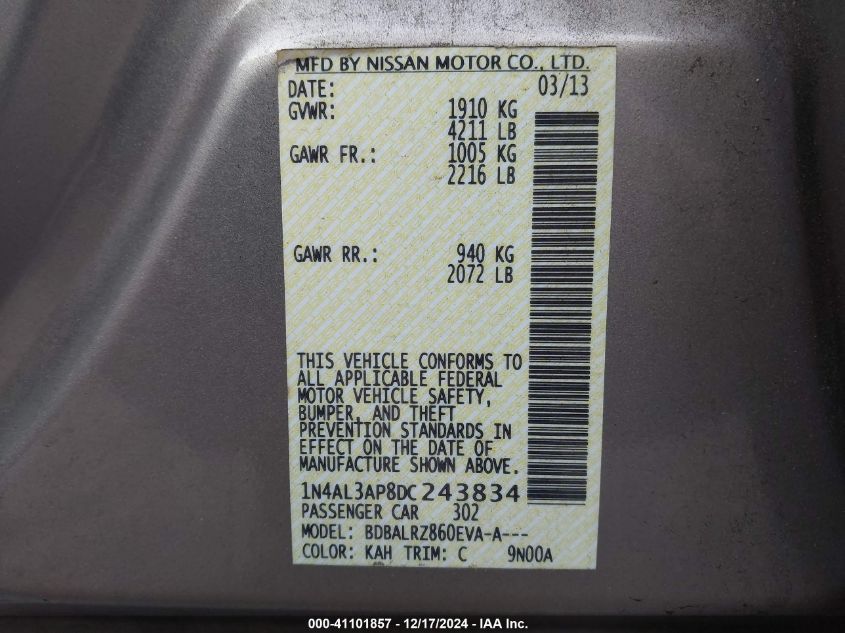 MFD BY NISSAN MOTOR CO., LTD.
DATE: 03/13
GVWR: 1910 KG
4211 LB
GAWR FR.: 1005 KG
2216 LB
GAWR RR.: 940 KG
2072 LB
THIS VEHICLE CONFORMS TO
ALL APPLICABLE FEDERAL
MOTOR VEHICLE SAFETY,
BUMPER, AND THEFT
PREVENTION STANDARDS IN
EFFECT ON THE DATE OF
MANUFACTURE SHOWN ABOVE.
1N4AL3AP8DC243834
PASSENGER CAR 302
MODEL: BDBALRZ860EVA-A---
COLOR: KAH TRIM: C 9N00A
000-41101857 - 12/17/2024 - IAA Inc.